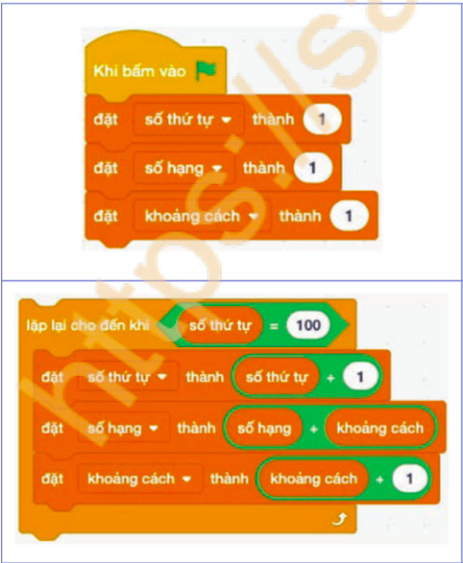 Khi bấm vào
đặt số thứ tự thành 1
đặt số hạng thành 1
đặt khoảng cách thành 1
lặp lại cho đến khi số thứ tự = 100
đặt số thứ tự thành số thứ tự + 1
đặt số hạng thành số hạng + khoảng cách
đặt khoảng cách thành khoảng cách + 1
https://sa